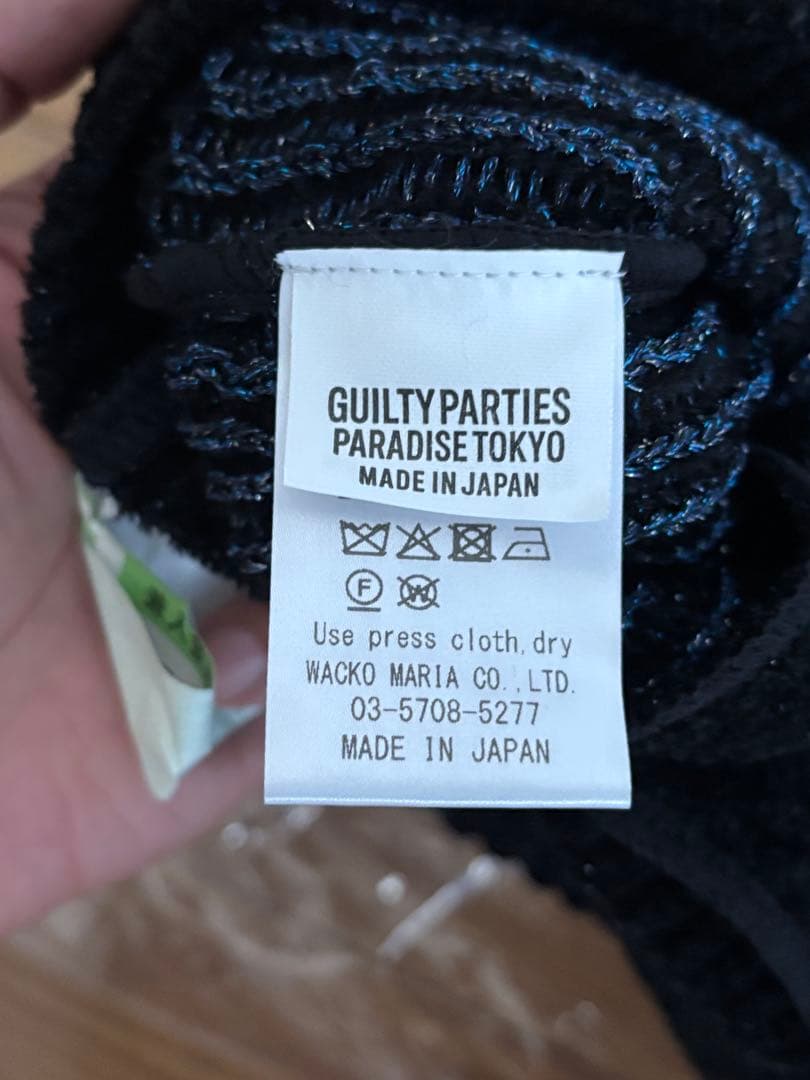 GUILTY PARTIES
PARADISE TOKYO
MADE IN JAPAN
F W
Use press cloth, dry
WACKO MARIA CO., LTD.
03-5708-5277
MADE IN JAPAN